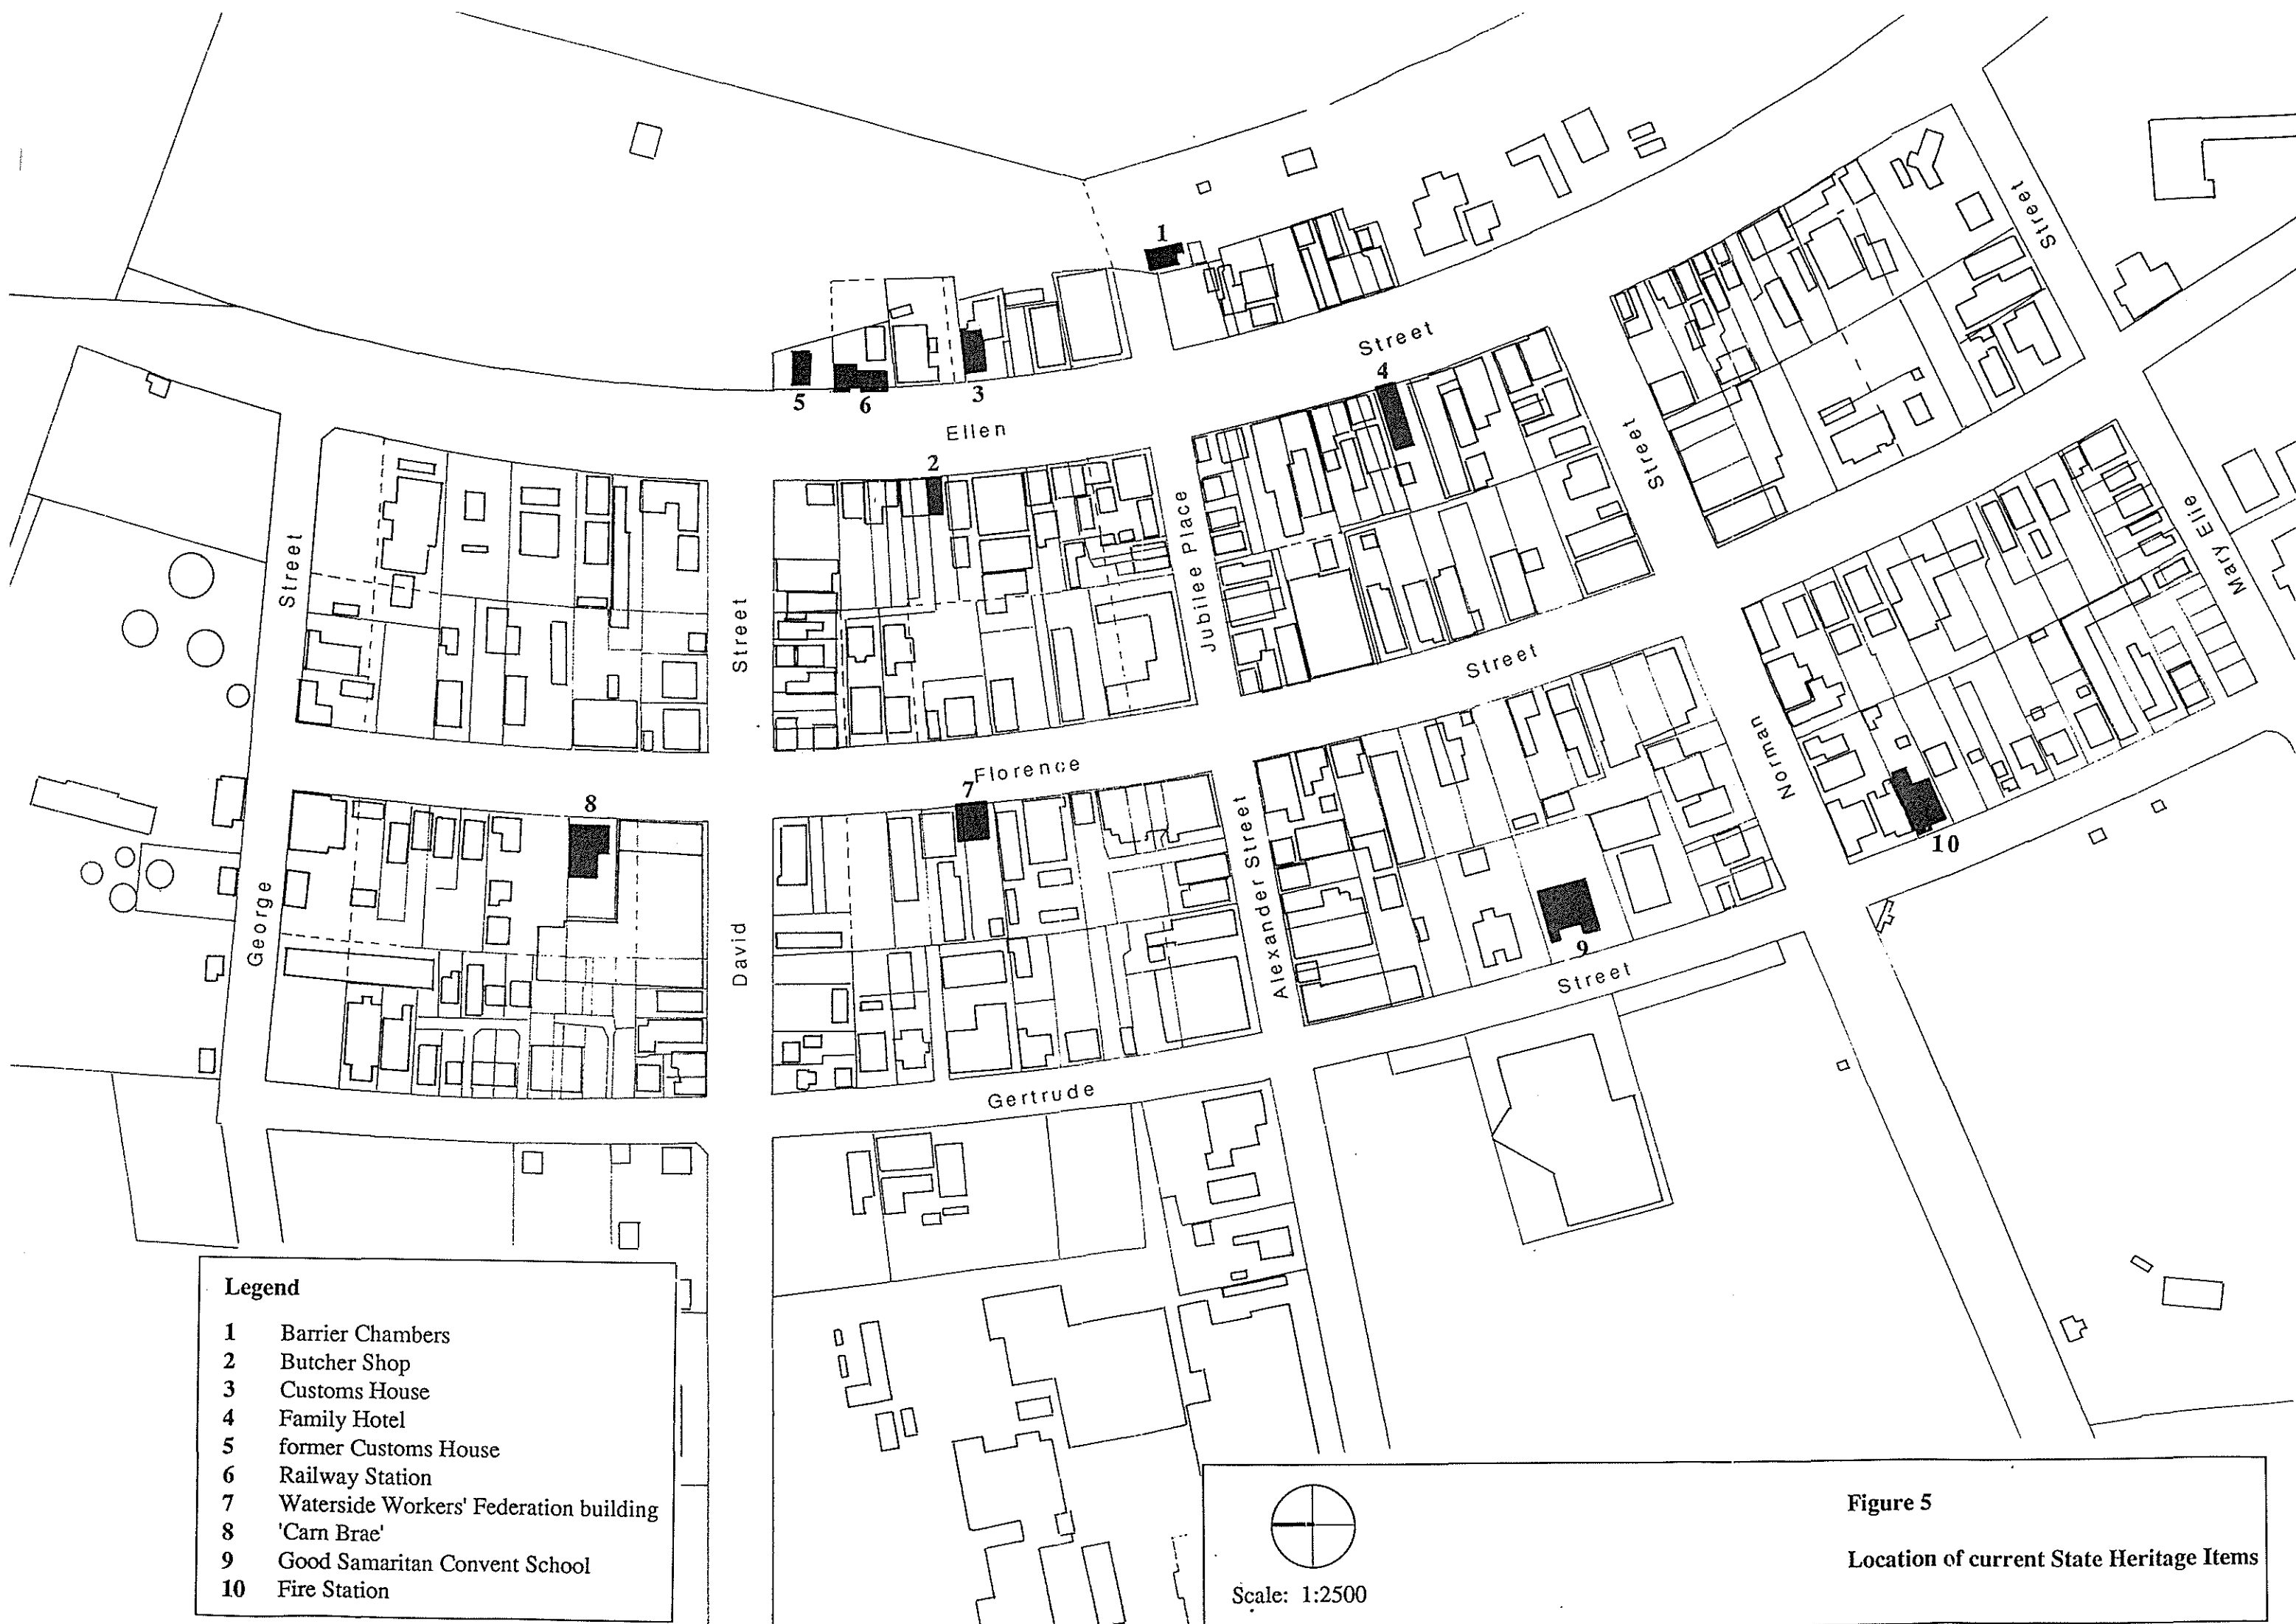 1
Street
Street
4
5
6
3
Ellen
2
Street
Street
Jubilee Place
Street
Mary Elie
Street
Norman
Florence
7
8
10
Alexander Street
George
David
9
Street
Gertrude
Legend
1 Barrier Chambers
2 Butcher Shop
3 Customs House
4 Family Hotel
5 former Customs House
6 Railway Station
7 Waterside Workers' Federation building
8 'Carn Brae'
9 Good Samaritan Convent School
10 Fire Station
Scale: 1:2500
Figure 5
Location of current State Heritage Items